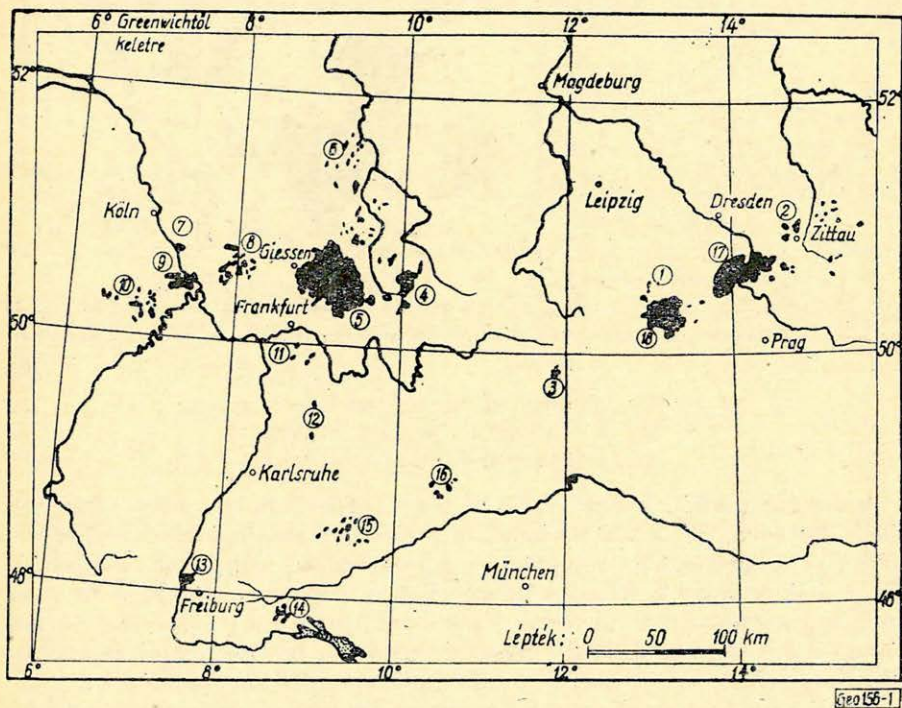 6° Greenwichtöl 8° 10° 12° 14°
keletre
52° 52°
Magdeburg
6
Köln 7 Leipzig Dresden 2 Zittau
8 Giessen
9 17
10 4 1
5
Frankfurt
50° 18 Prag 50°
11
3
12
Karlsruhe 16
15
48° 13 München 48°
Freiburg 14
Lépték: 0 50 100 km
6° 8° 10° 12° 14°
Geo156-1